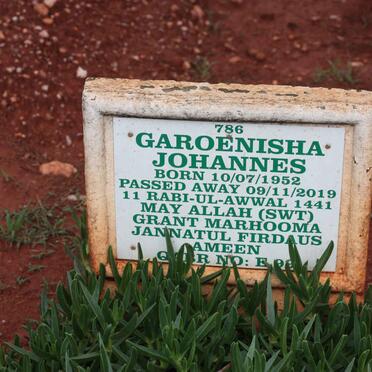 786
GAROENISHA
JOHANNES
BORN 10/07/1952
PASSED AWAY 09/11/2019
11 RABI-UL-AWWAL 1441
MAY ALLAH (SWT)
GRANT MARHOOMA
JANNATUL FIRDAUS
AMEEN
NO: